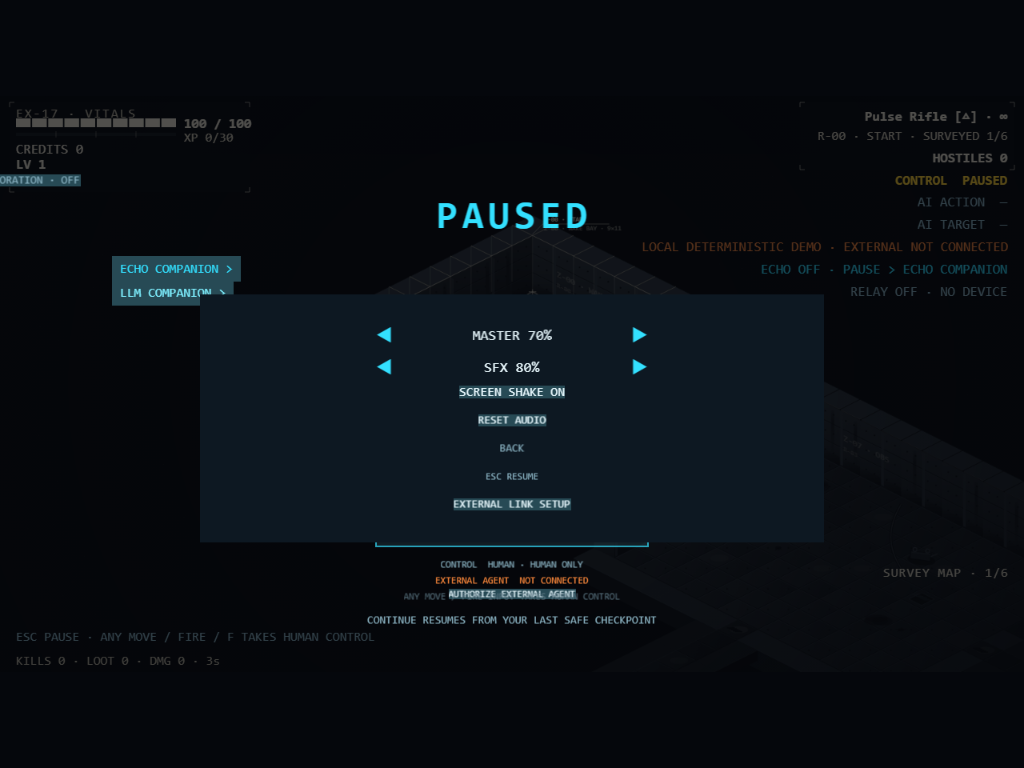 EX-17 · VITALS
100 / 100
XP 0/30
CREDITS 0
LV 1
ORATION · OFF
Pulse Rifle [▲] · ∞
R-00 · START · SURVEYED 1/6
HOSTILES 0
CONTROL PAUSED
AI ACTION —
AI TARGET —
LOCAL DETERMINISTIC DEMO · EXTERNAL NOT CONNECTED
ECHO OFF · PAUSE > ECHO COMPANION
RELAY OFF · NO DEVICE
PAUSED
ECHO COMPANION >
LLM COMPANION >
◀ MASTER 70% ▶
◀ SFX 80% ▶
SCREEN SHAKE ON
RESET AUDIO
BACK
ESC RESUME
EXTERNAL LINK SETUP
CONTROL HUMAN · HUMAN ONLY
EXTERNAL AGENT NOT CONNECTED
AUTHORIZE EXTERNAL AGENT
ANY MOVE CONTROL
CONTINUE RESUMES FROM YOUR LAST SAFE CHECKPOINT
SURVEY MAP · 1/6
ESC PAUSE · ANY MOVE / FIRE / F TAKES HUMAN CONTROL
KILLS 0 · LOOT 0 · DMG 0 · 3s